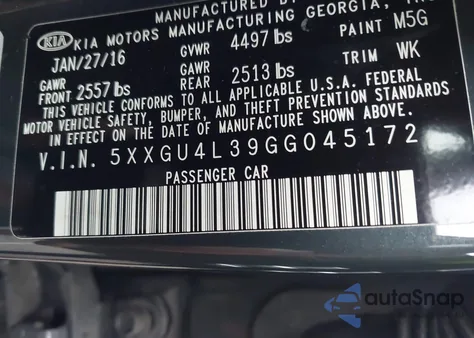 MANUFACTURED BY
KIA KIA MOTORS MANUFACTURING GEORGIA,
JAN/27/16 GVWR 4497 lbs PAINT M5G
GAWR FRONT 2557 lbs GAWR REAR 2513 lbs TRIM WK
THIS VEHICLE CONFORMS TO ALL APPLICABLE U.S.A. FEDERAL
MOTOR VEHICLE SAFETY, BUMPER, AND THEFT PREVENTION STANDARDS
IN EFFECT ON THE DATE OF MANUFACTURE SHOWN ABOVE.
V.I.N. 5XXGU4L39GG045172
PASSENGER CAR
autoSnap